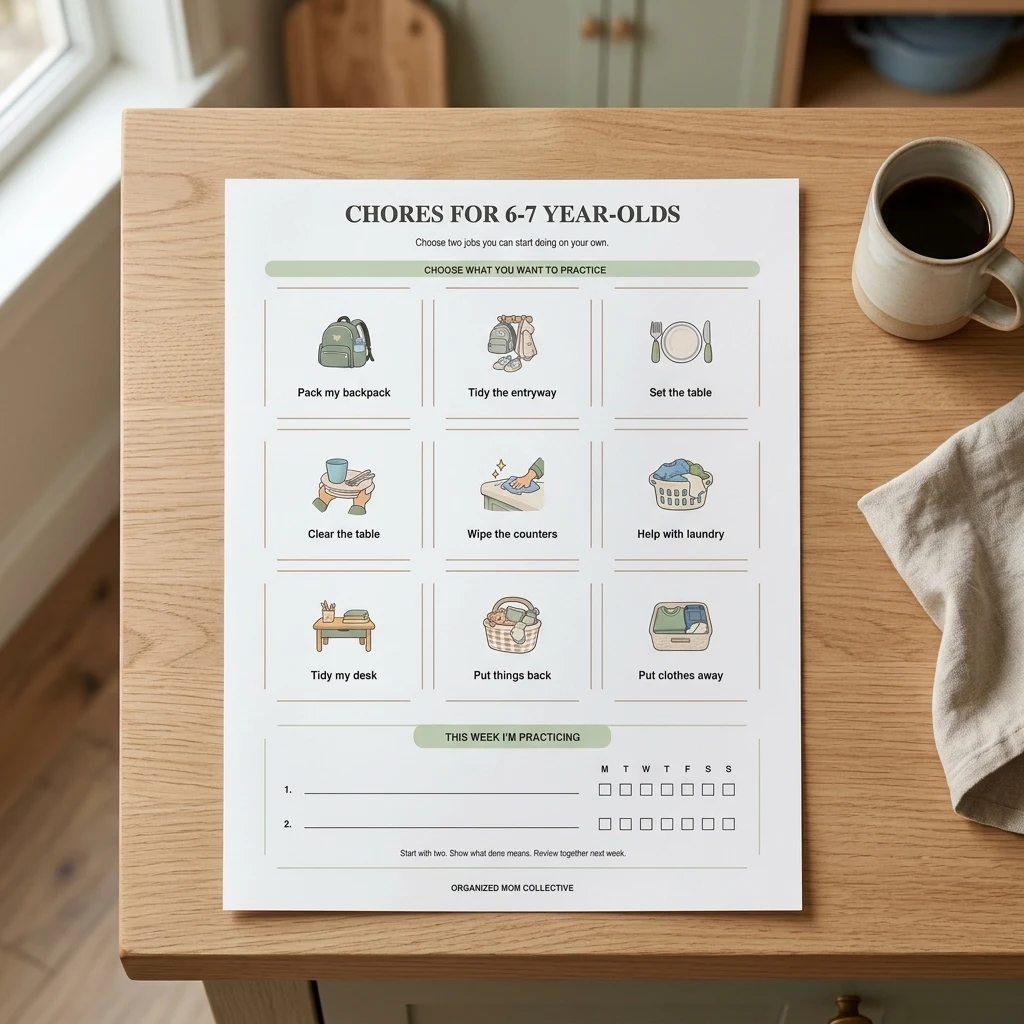 CHORES FOR 6-7 YEAR-OLDS
Choose two jobs you can start doing on your own.
CHOOSE WHAT YOU WANT TO PRACTICE
Pack my backpack
Tidy the entryway
Set the table
Clear the table
Wipe the counters
Help with laundry
Tidy my desk
Put things back
Put clothes away
THIS WEEK I'M PRACTICING
M T W T F S S
1.
2.
Start with two. Show what done means. Review together next week.
ORGANIZED MOM COLLECTIVE